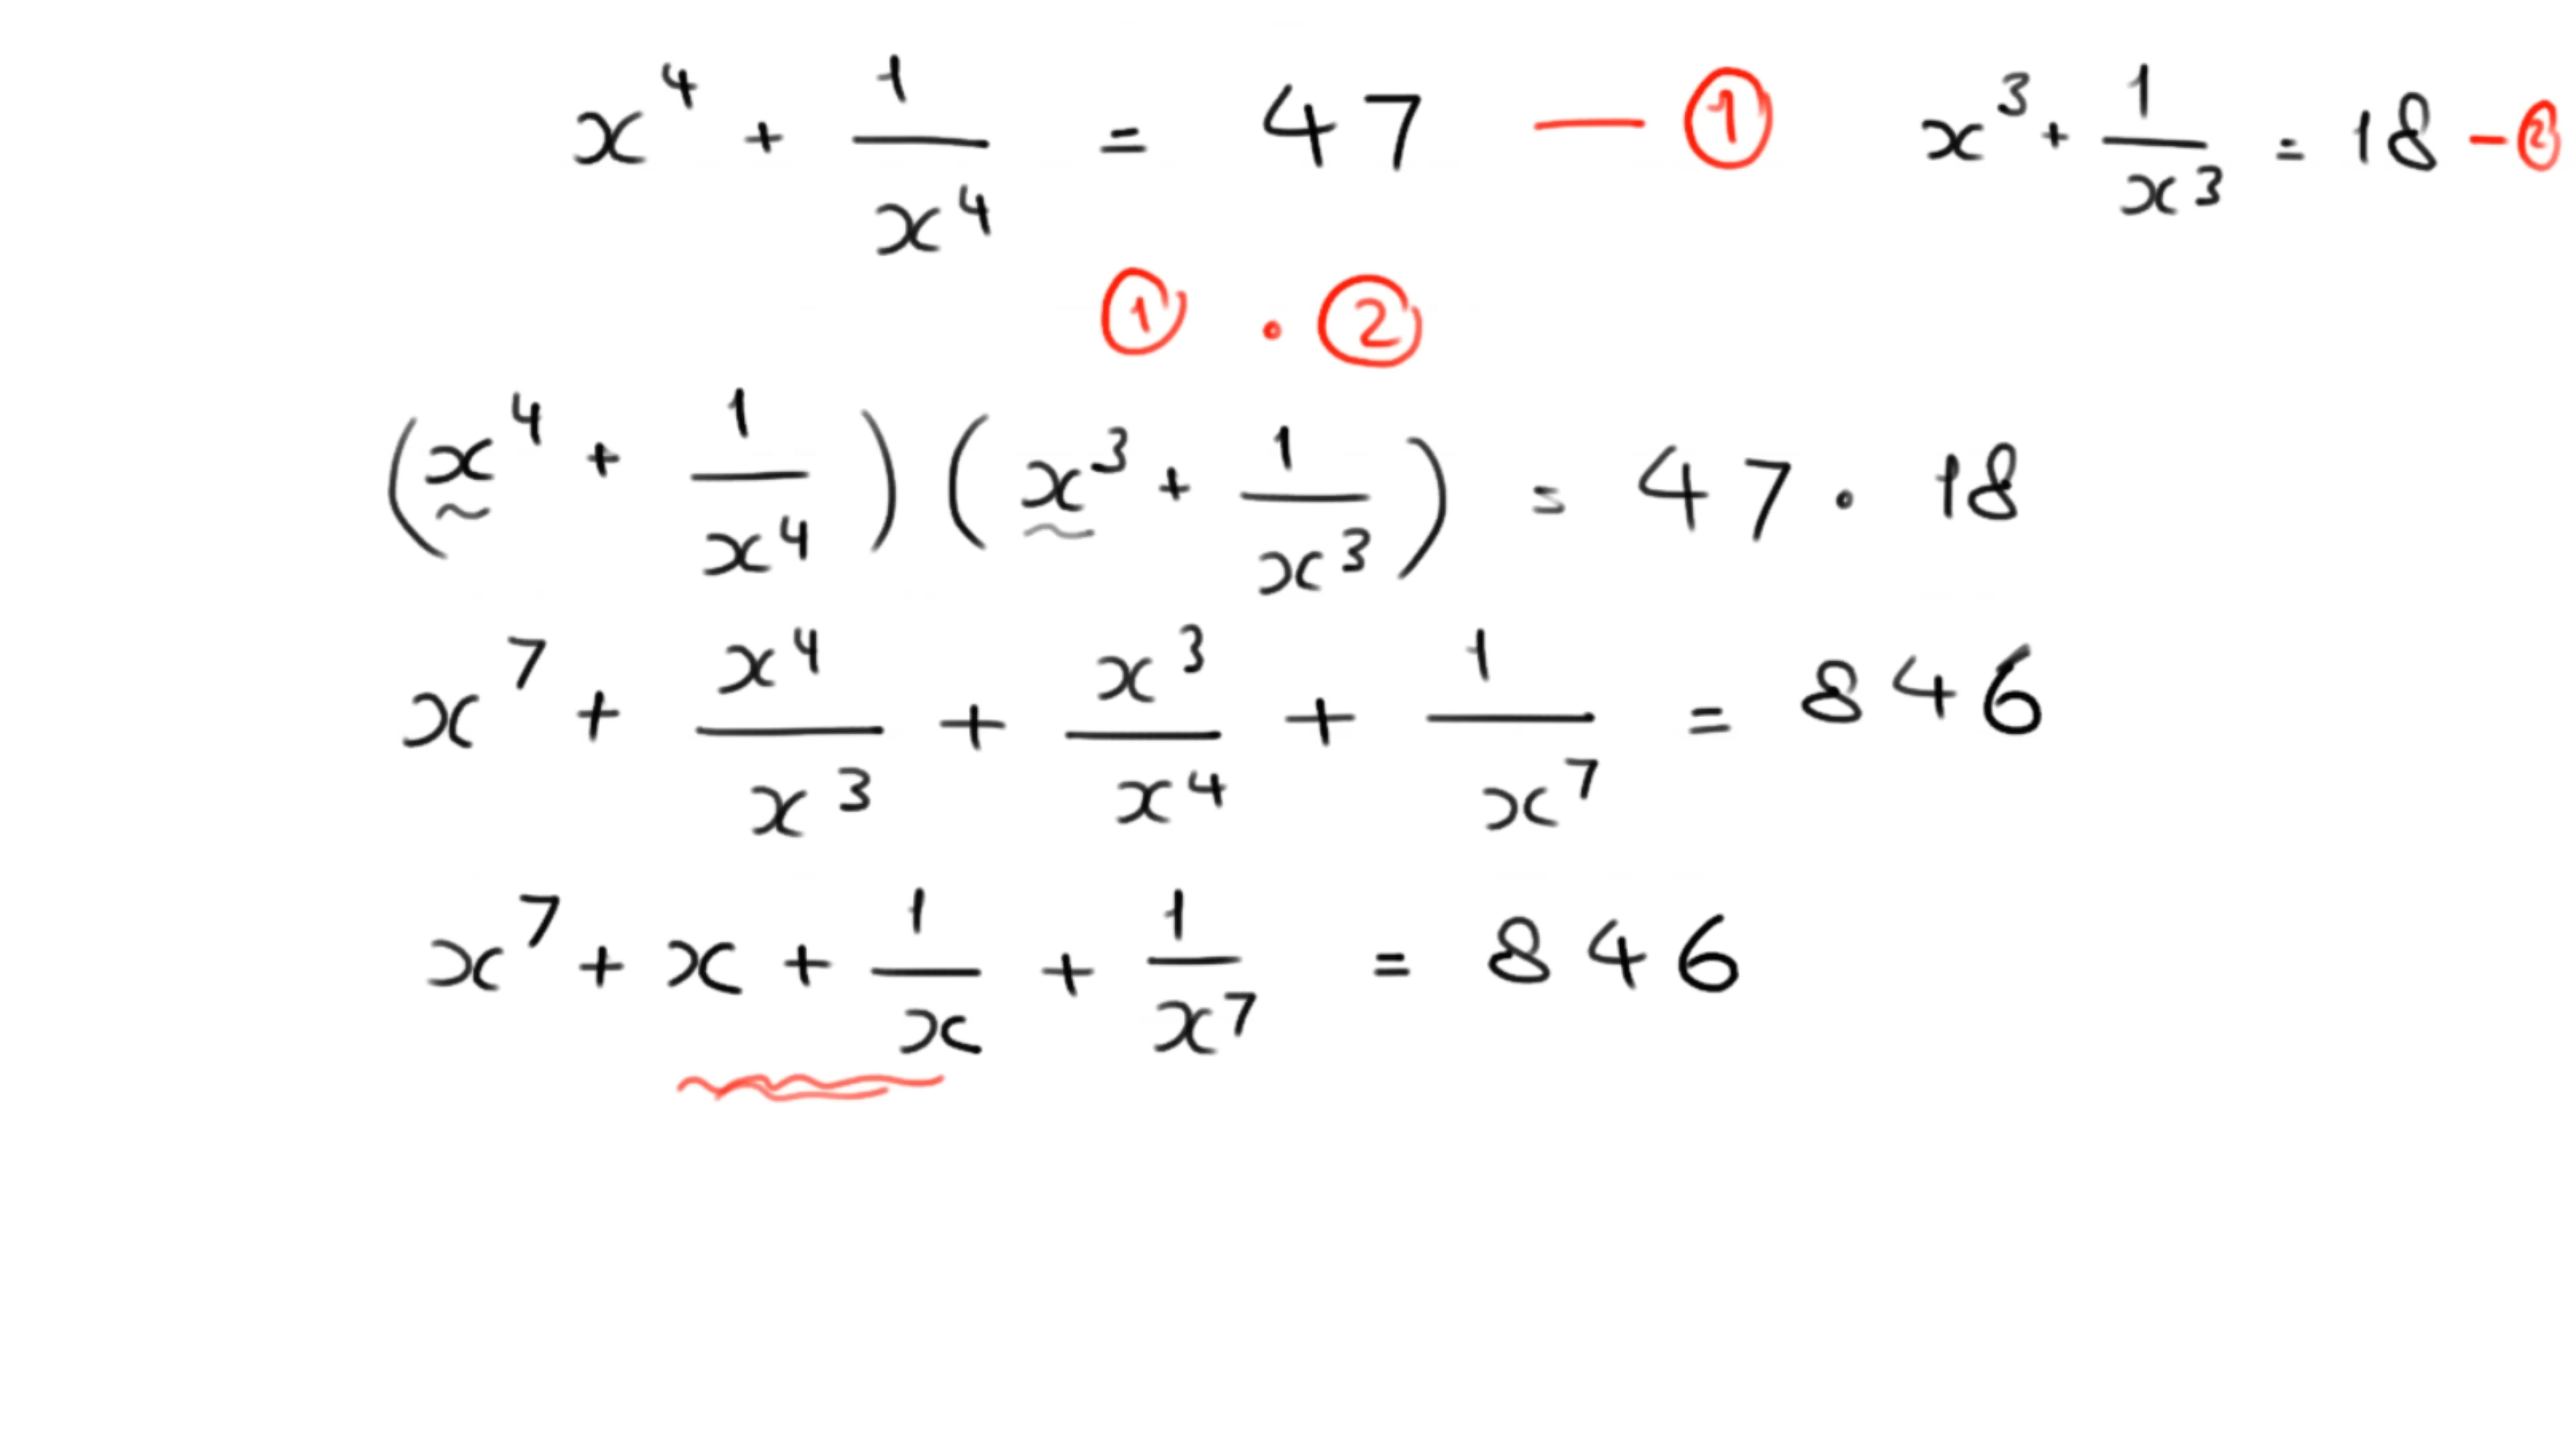 x⁴ + 1/x⁴ = 47 — ① x³ + 1/x³ = 18 - ②
① · ②
(x⁴ + 1/x⁴) (x³ + 1/x³) = 47 · 18
x⁷ + x⁴/x³ + x³/x⁴ + 1/x⁷ = 846
x⁷ + x + 1/x + 1/x⁷ = 846